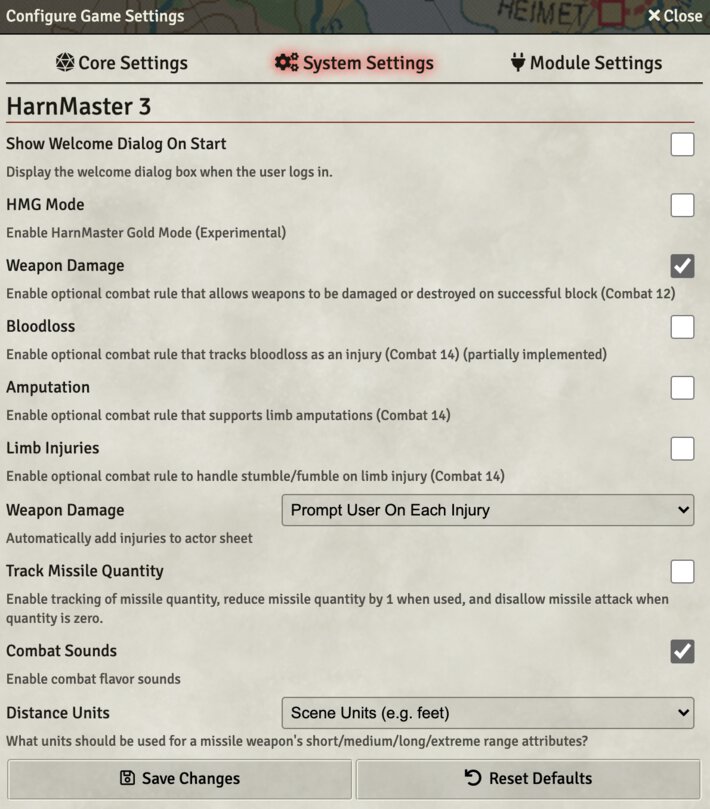 HEIMET
Configure Game Settings
Close
Core Settings
System Settings
Module Settings
HarnMaster 3
Show Welcome Dialog On Start
Display the welcome dialog box when the user logs in.
HMG Mode
Enable HarnMaster Gold Mode (Experimental)
Weapon Damage
Enable optional combat rule that allows weapons to be damaged or destroyed on successful block (Combat 12)
Bloodloss
Enable optional combat rule that tracks bloodloss as an injury (Combat 14) (partially implemented)
Amputation
Enable optional combat rule that supports limb amputations (Combat 14)
Limb Injuries
Enable optional combat rule to handle stumble/fumble on limb injury (Combat 14)
Weapon Damage
Prompt User On Each Injury
Automatically add injuries to actor sheet
Track Missile Quantity
Enable tracking of missile quantity, reduce missile quantity by 1 when used, and disallow missile attack when
quantity is zero.
Combat Sounds
Enable combat flavor sounds
Distance Units
Scene Units (e.g. feet)
What units should be used for a missile weapon's short/medium/long/extreme range attributes?
Save Changes
Reset Defaults